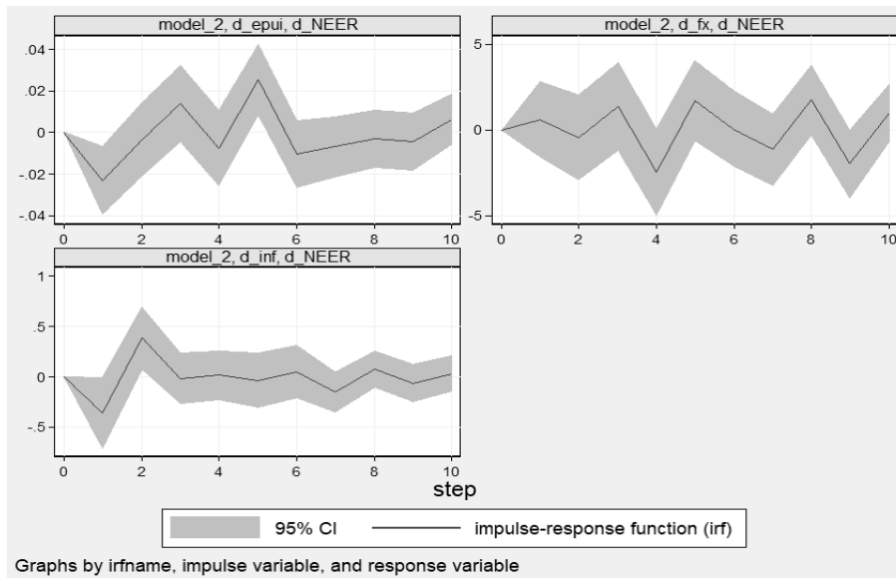 model_2, d_epui, d_NEER
.04
.02
0
-.02
-.04
0 2 4 6 8 10
model_2, d_fx, d_NEER
5
0
-5
0 2 4 6 8 10
model_2, d_inf, d_NEER
1
.5
0
-.5
0 2 4 6 8 10
step
95% CI impulse-response function (irf)
Graphs by irfname, impulse variable, and response variable